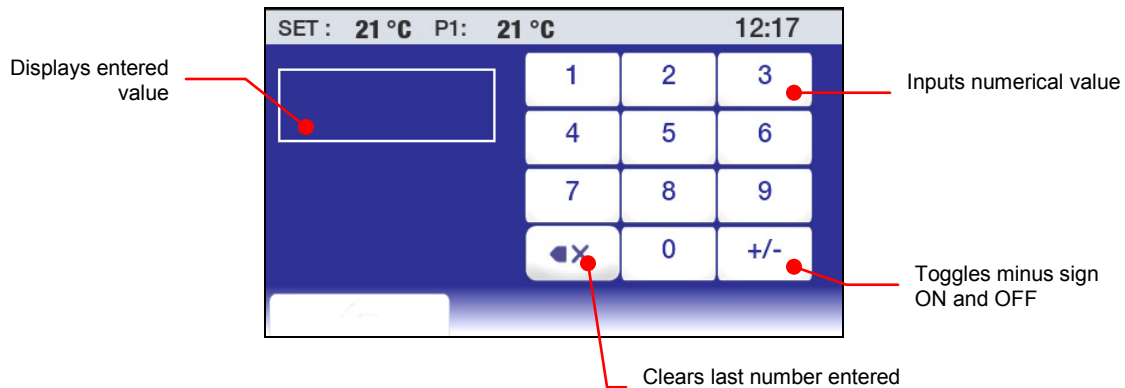 SET : 21 °C P1: 21 °C 12:17
Displays entered
value
1 2 3
Inputs numerical value
4 5 6
7 8 9
0 +/-
Toggles minus sign
ON and OFF
Clears last number entered